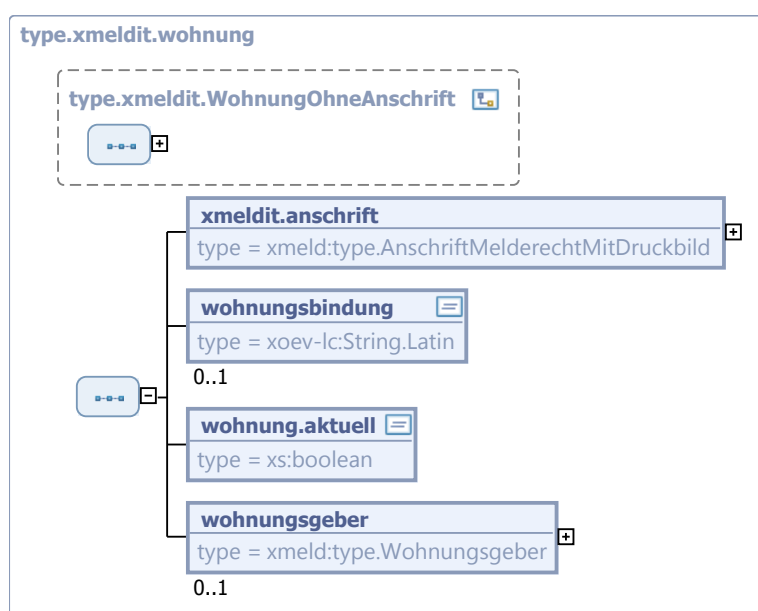 type.xmeldit.wohnung
type.xmeldit.WohnungOhneAnschrift
xmeldit.anschrift
type = xmeld:type.AnschriftMelderechtMitDruckbild
wohnungsbindung
type = xoev-lc:String.Latin
0..1
wohnung.aktuell
type = xs:boolean
wohnungsgeber
type = xmeld:type.Wohnungsgeber
0..1